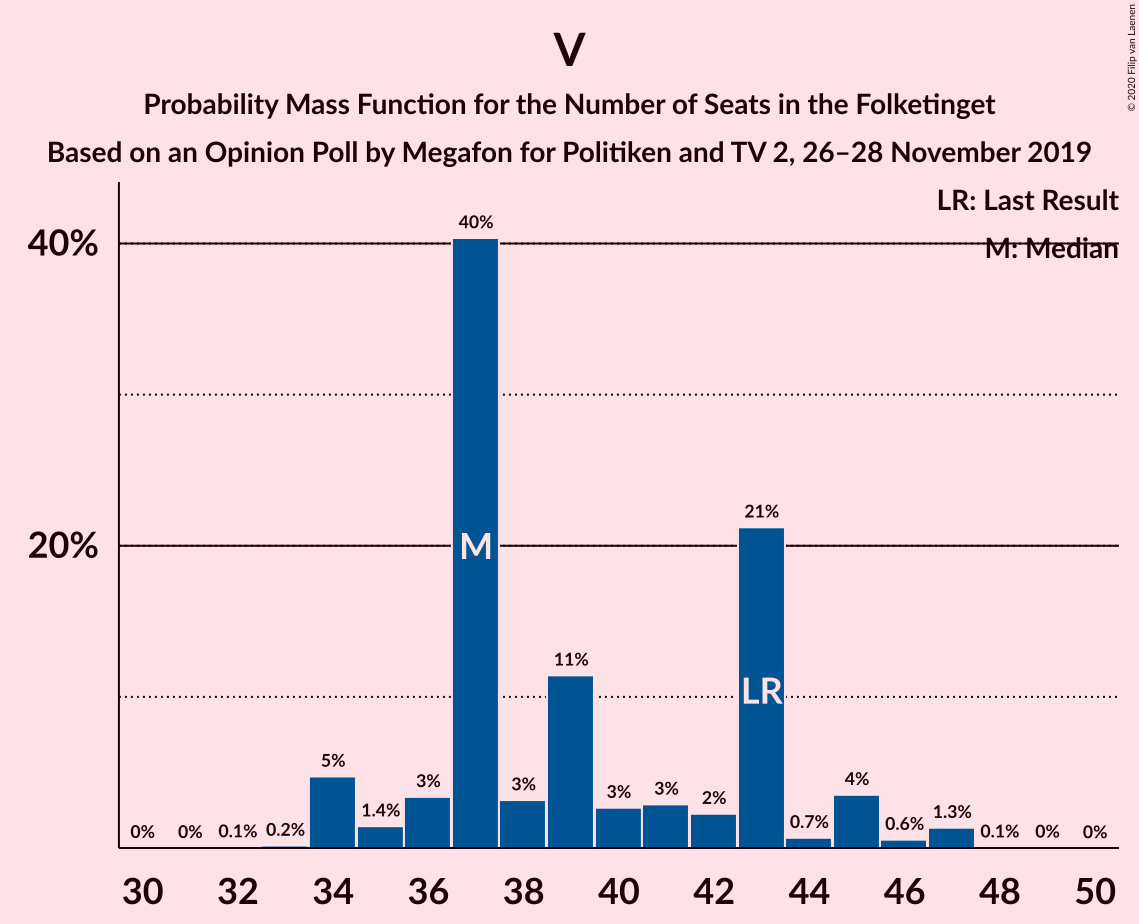 V
Probability Mass Function for the Number of Seats in the Folketinget
Based on an Opinion Poll by Megafon for Politiken and TV 2, 26–28 November 2019
© 2020 Filip van Laenen
LR: Last Result
M: Median
40%
20%
0% 0% 0.1% 0.2% 5% 1.4% 3% 40% 3% 11% 3% 3% 2% 21% 0.7% 4% 0.6% 1.3% 0.1% 0% 0%
M
LR
30 32 34 36 38 40 42 44 46 48 50